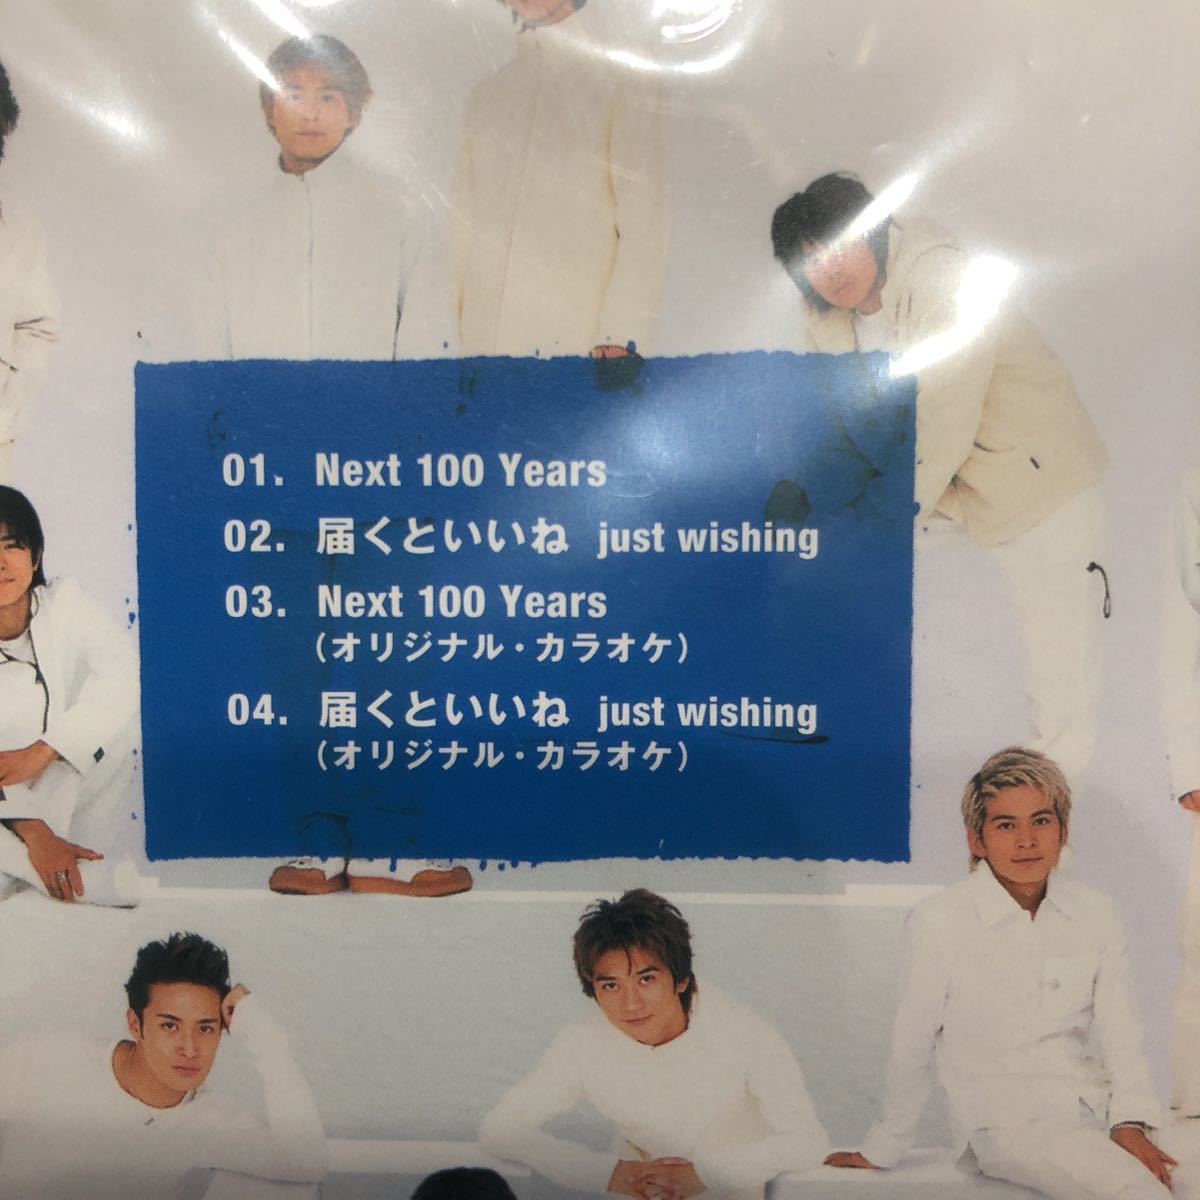 01. Next 100 Years
02. 届くといいね just wishing
03. Next 100 Years
(オリジナル・カラオケ)
04. 届くといいね just wishing
(オリジナル・カラオケ)